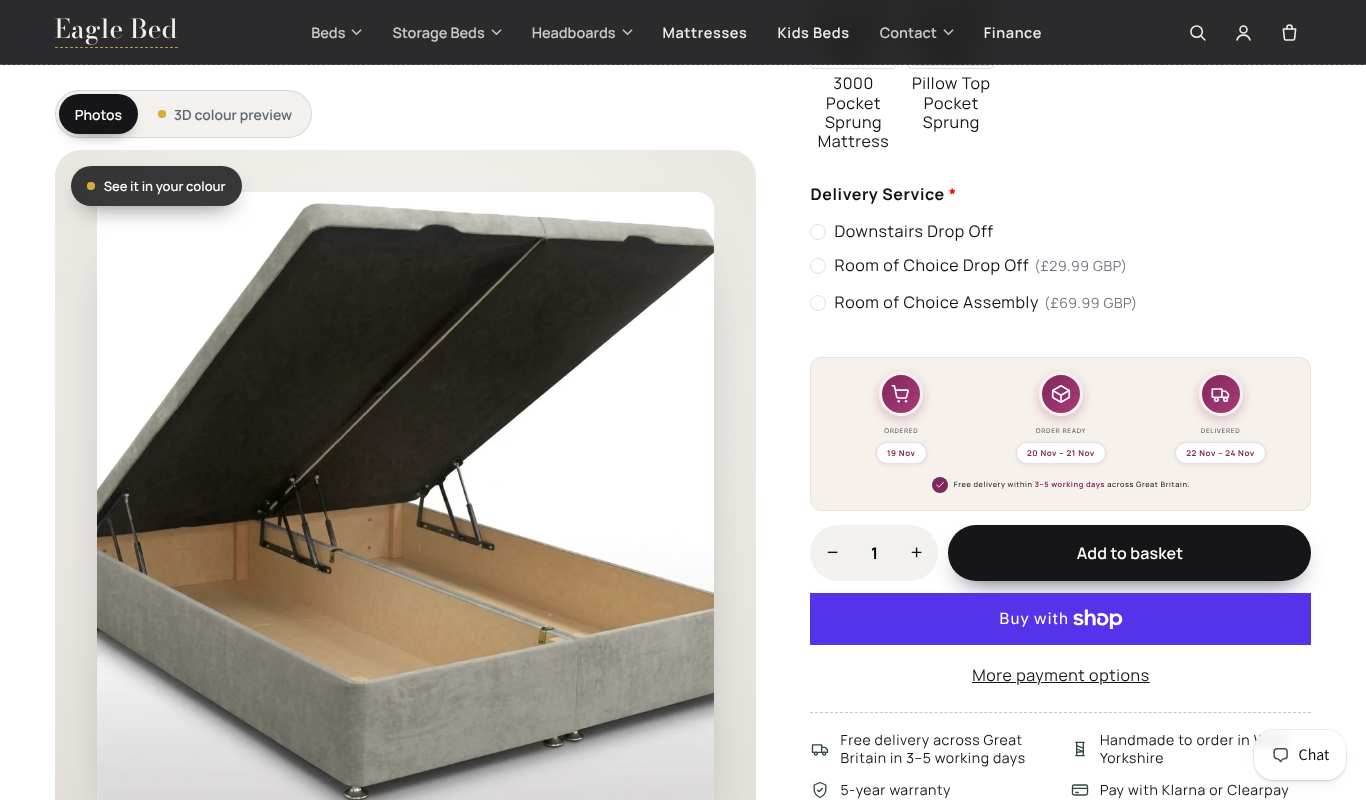 Eagle Bed
Beds
Storage Beds
Headboards
Mattresses
Kids Beds
Contact
Finance
Photos
3D colour preview
See it in your colour
3000
Pocket
Sprung
Mattress
Pillow Top
Pocket
Sprung
Delivery Service *
Downstairs Drop Off
Room of Choice Drop Off (£29.99 GBP)
Room of Choice Assembly (£69.99 GBP)
ORDERED
19 Nov
ORDER READY
20 Nov – 21 Nov
DELIVERED
22 Nov – 24 Nov
Free delivery within 3–5 working days across Great Britain.
− 1 +
Add to basket
Buy with shop
More payment options
Free delivery across Great
Britain in 3–5 working days
Handmade to order in
Yorkshire
5-year warranty
Pay with Klarna or Clearpay
Chat